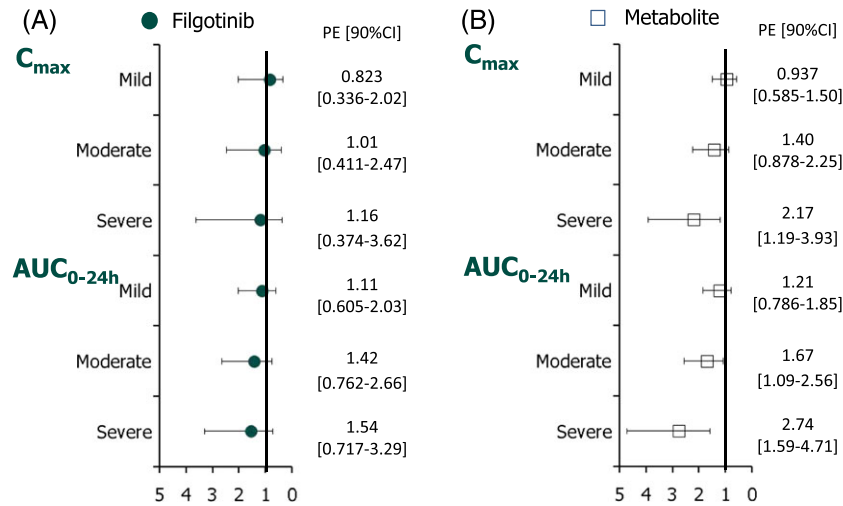 (A)
Filgotinib
PE [90%CI]
Cmax
Mild
0.823
[0.336-2.02]
Moderate
1.01
[0.411-2.47]
Severe
1.16
[0.374-3.62]
AUC0-24h
Mild
1.11
[0.605-2.03]
Moderate
1.42
[0.762-2.66]
Severe
1.54
[0.717-3.29]
5 4 3 2 1 0
(B)
Metabolite
PE [90%CI]
Cmax
Mild
0.937
[0.585-1.50]
Moderate
1.40
[0.878-2.25]
Severe
2.17
[1.19-3.93]
AUC0-24h
Mild
1.21
[0.786-1.85]
Moderate
1.67
[1.09-2.56]
Severe
2.74
[1.59-4.71]
5 4 3 2 1 0